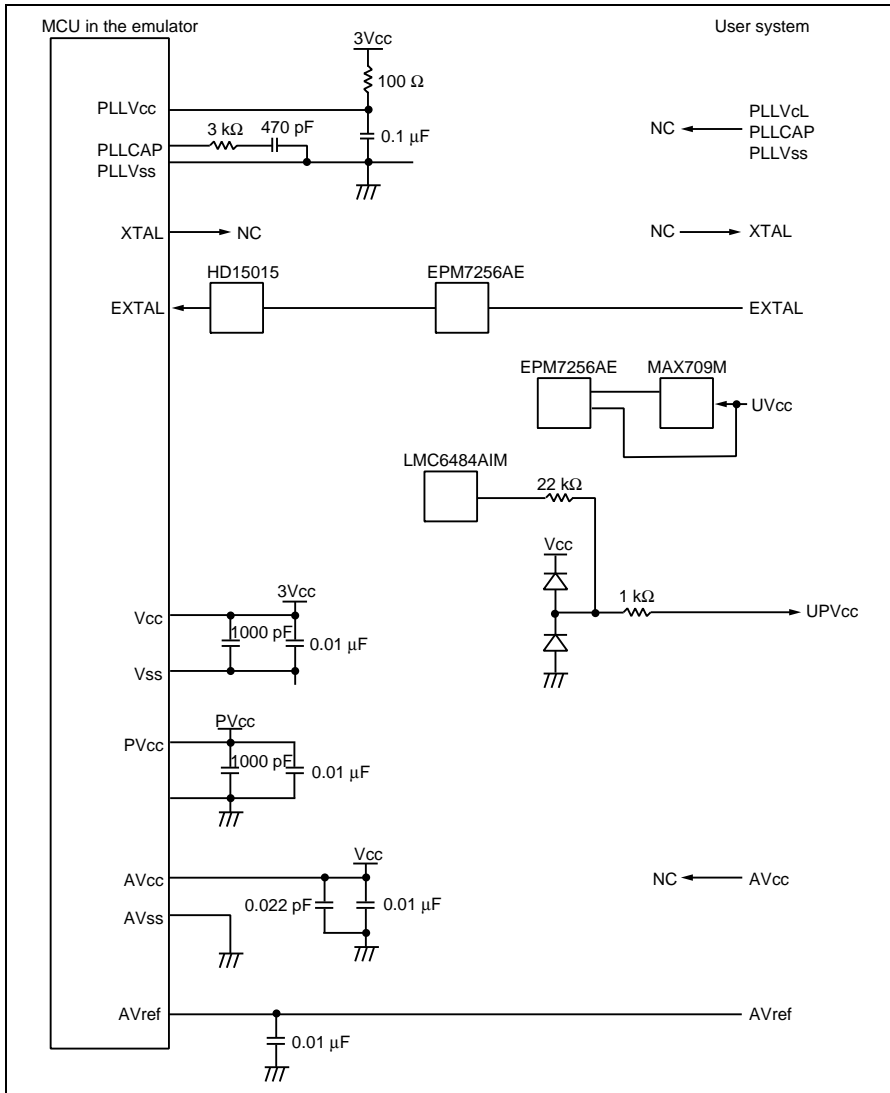 MCU in the emulator
User system
3Vcc
100 Ω
PLLVcc
3 kΩ
470 pF
0.1 μF
PLLCAP
PLLVss
NC
PLLVcL
PLLCAP
PLLVss
XTAL
NC
NC
XTAL
HD15015
EPM7256AE
EXTAL
EXTAL
EPM7256AE
MAX709M
UVcc
LMC6484AIM
22 kΩ
Vcc
1 kΩ
UPVcc
3Vcc
Vcc
1000 pF
0.01 μF
Vss
PVcc
PVcc
1000 pF
0.01 μF
Vcc
AVcc
NC
AVcc
0.022 pF
0.01 μF
AVss
AVref
AVref
0.01 μF